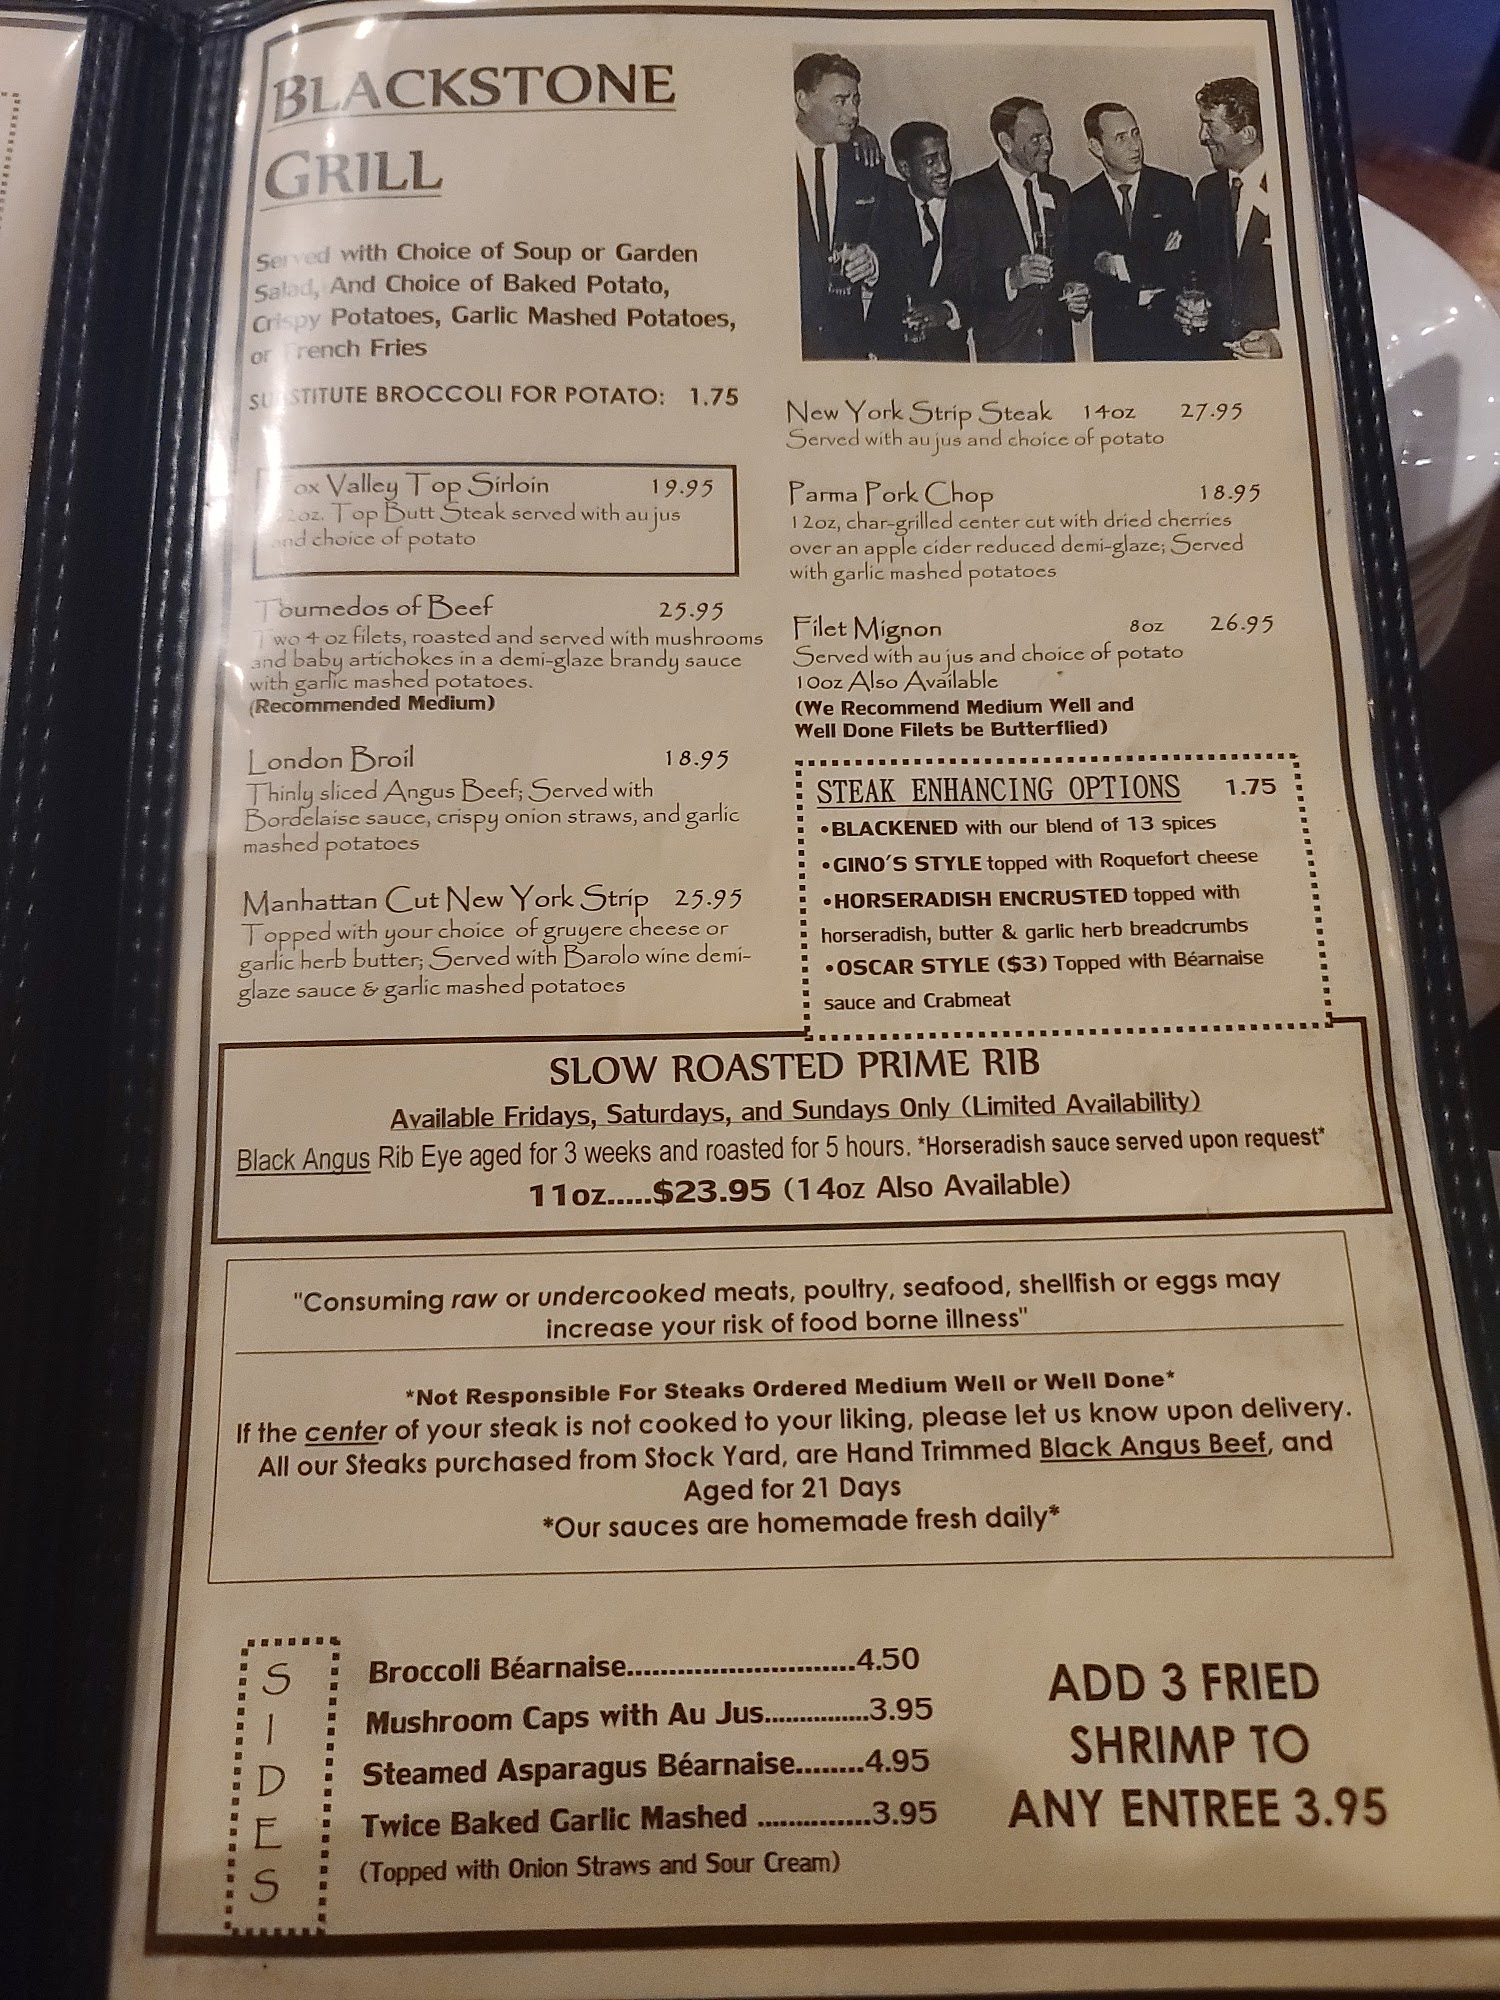 BLACKSTONE
GRILL
Served with Choice of Soup or Garden
Salad, And Choice of Baked Potato,
Crispy Potatoes, Garlic Mashed Potatoes,
or French Fries
SUBSTITUTE BROCCOLI FOR POTATO: 1.75
Fox Valley Top Sirloin 19.95
12oz. Top Butt Steak served with au jus
and choice of potato
Tournedos of Beef 25.95
Two 4 oz filets, roasted and served with mushrooms
and baby artichokes in a demi-glaze brandy sauce
with garlic mashed potatoes.
(Recommended Medium)
London Broil 18.95
Thinly sliced Angus Beef; Served with
Bordelaise sauce, crispy onion straws, and garlic
mashed potatoes
Manhattan Cut New York Strip 25.95
Topped with your choice of gruyere cheese or
garlic herb butter; Served with Barolo wine demi-
glaze sauce & garlic mashed potatoes
New York Strip Steak 14oz 27.95
Served with au jus and choice of potato
Parma Pork Chop 18.95
12oz, char-grilled center cut with dried cherries
over an apple cider reduced demi-glaze; Served
with garlic mashed potatoes
Filet Mignon 8oz 26.95
Served with au jus and choice of potato
10oz Also Available
(We Recommend Medium Well and
Well Done Filets be Butterflied)
STEAK ENHANCING OPTIONS 1.75
•BLACKENED with our blend of 13 spices
•GINO'S STYLE topped with Roquefort cheese
•HORSERADISH ENCRUSTED topped with
horseradish, butter & garlic herb breadcrumbs
•OSCAR STYLE ($3) Topped with Béarnaise
sauce and Crabmeat
SLOW ROASTED PRIME RIB
Available Fridays, Saturdays, and Sundays Only (Limited Availability)
Black Angus Rib Eye aged for 3 weeks and roasted for 5 hours. *Horseradish sauce served upon request*
11oz.....$23.95 (14oz Also Available)
"Consuming raw or undercooked meats, poultry, seafood, shellfish or eggs may
increase your risk of food borne illness"
*Not Responsible For Steaks Ordered Medium Well or Well Done*
If the center of your steak is not cooked to your liking, please let us know upon delivery.
All our Steaks purchased from Stock Yard, are Hand Trimmed Black Angus Beef, and
Aged for 21 Days
*Our sauces are homemade fresh daily*
SIDES
Broccoli Béarnaise...........................4.50
Mushroom Caps with Au Jus...............3.95
Steamed Asparagus Béarnaise........4.95
Twice Baked Garlic Mashed ..............3.95
(Topped with Onion Straws and Sour Cream)
ADD 3 FRIED
SHRIMP TO
ANY ENTREE 3.95